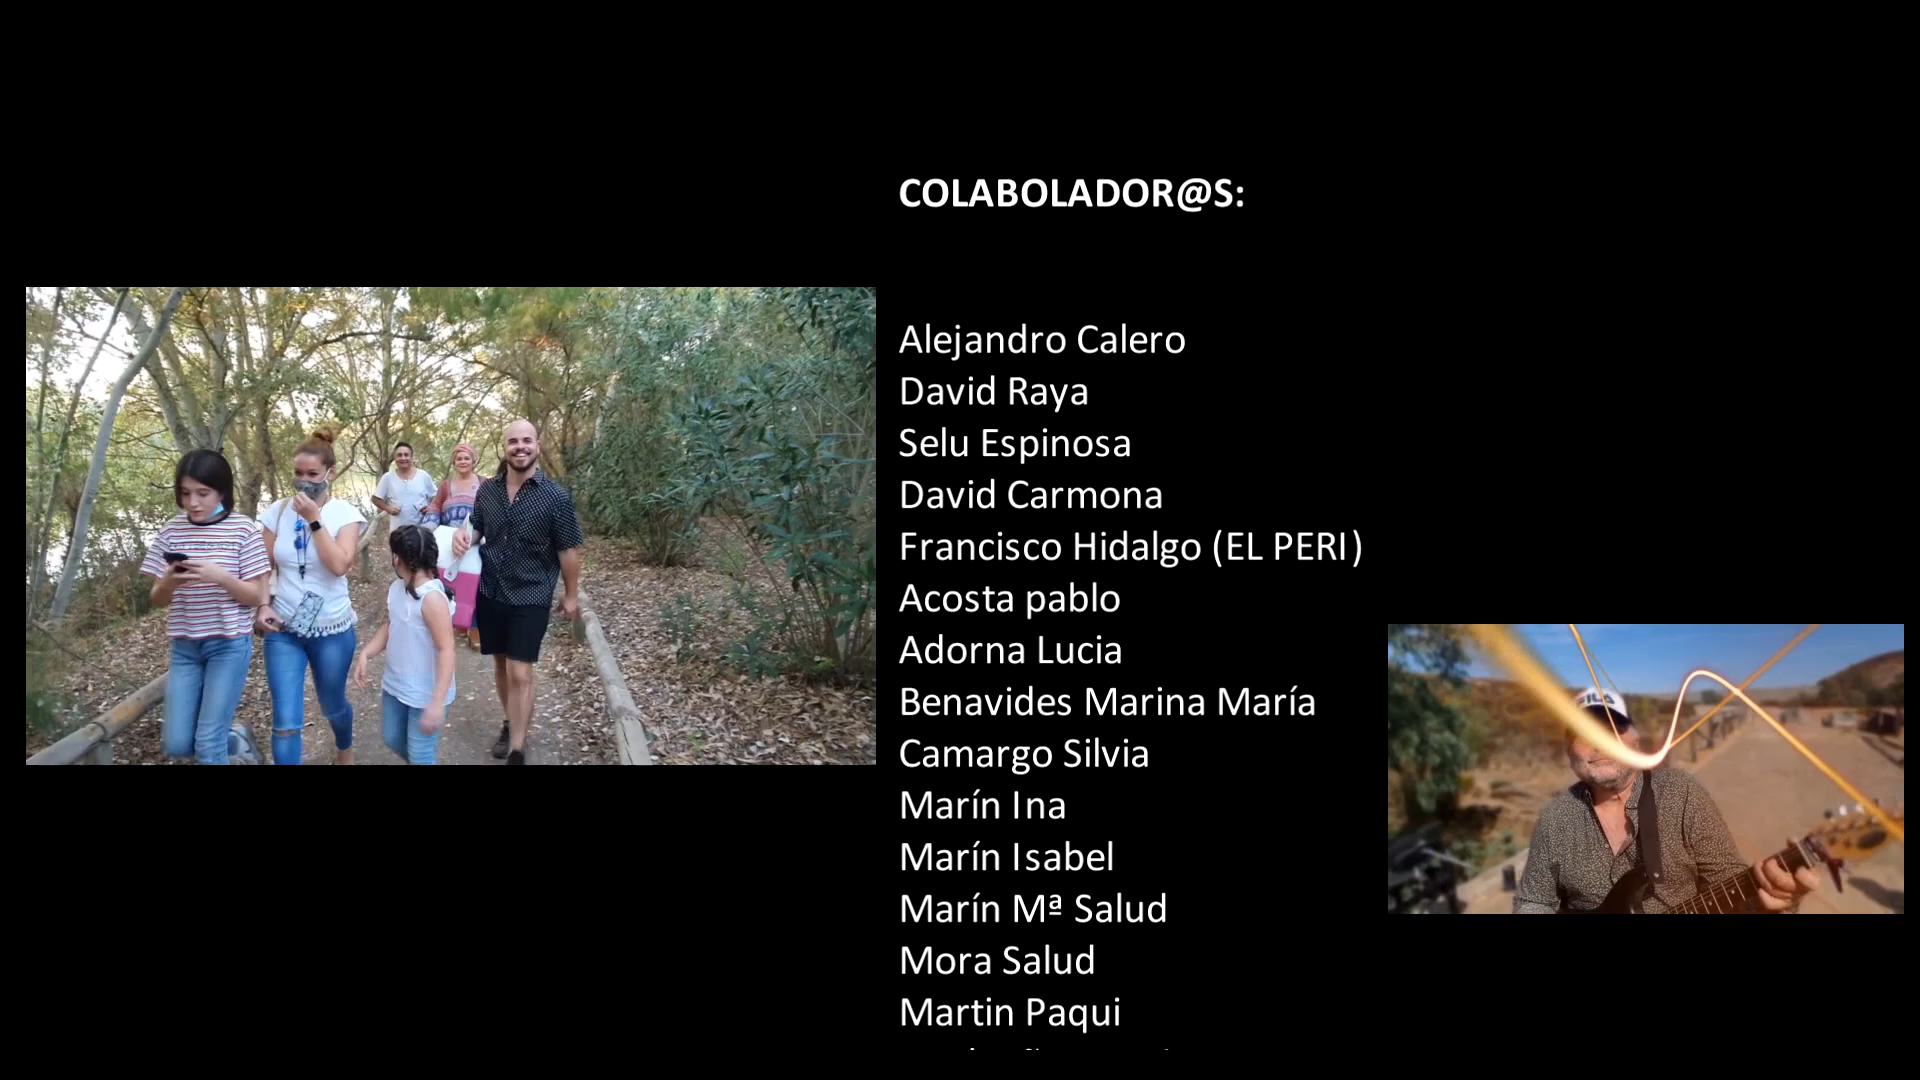 COLABOLADOR@S:
Alejandro Calero
David Raya
Selu Espinosa
David Carmona
Francisco Hidalgo (EL PERI)
Acosta pablo
Adorna Lucia
Benavides Marina María
Camargo Silvia
Marín Ina
Marín Isabel
Marín Mª Salud
Mora Salud
Martin Paqui